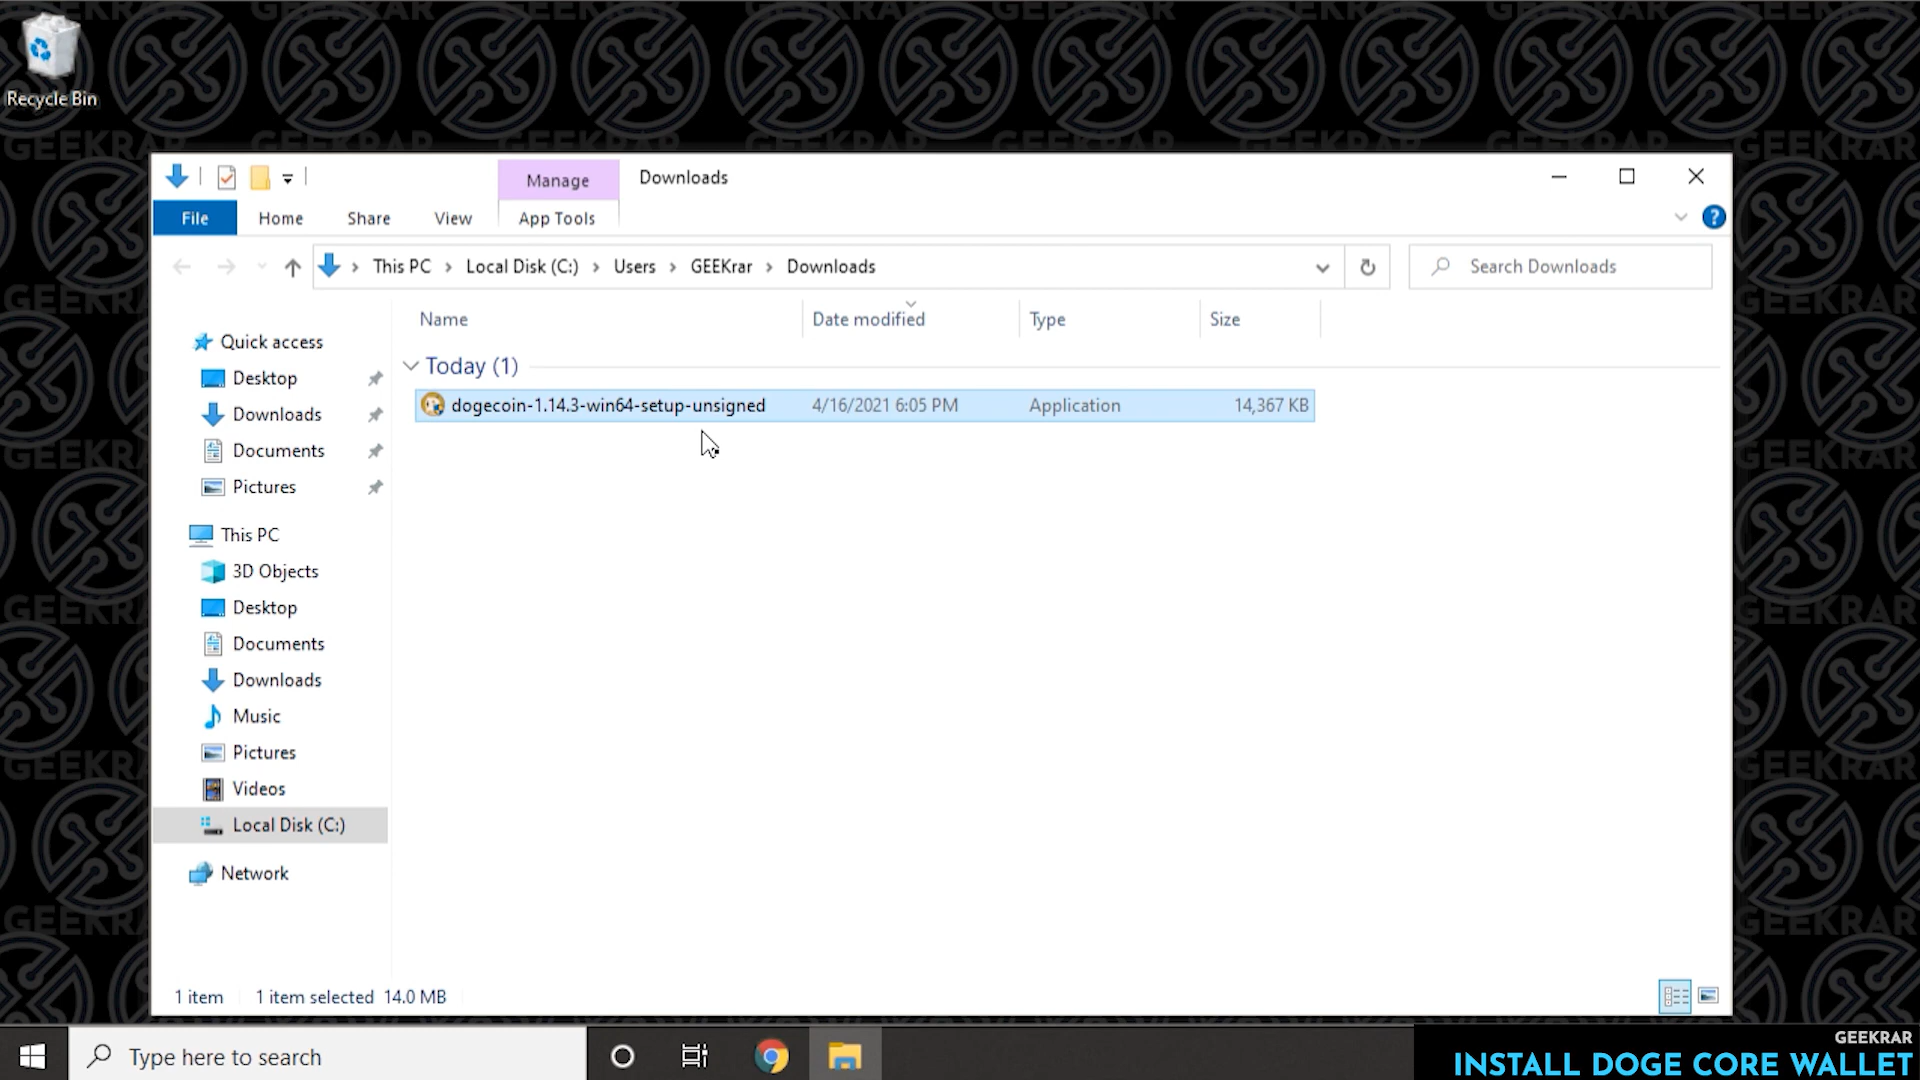 Recycle Bin
Manage
Downloads
File
Home
Share
View
App Tools
This PC
Local Disk (C:)
Users
GEEKrar
Downloads
Search Downloads
Name
Date modified
Type
Size
Quick access
Desktop
Downloads
Documents
Pictures
This PC
3D Objects
Desktop
Documents
Downloads
Music
Pictures
Videos
Local Disk (C:)
Network
Today (1)
dogecoin-1.14.3-win64-setup-unsigned
4/16/2021 6:05 PM
Application
14,367 KB
1 item
1 item selected 14.0 MB
Type here to search
GEEKRAR
INSTALL DOGE CORE WALLET